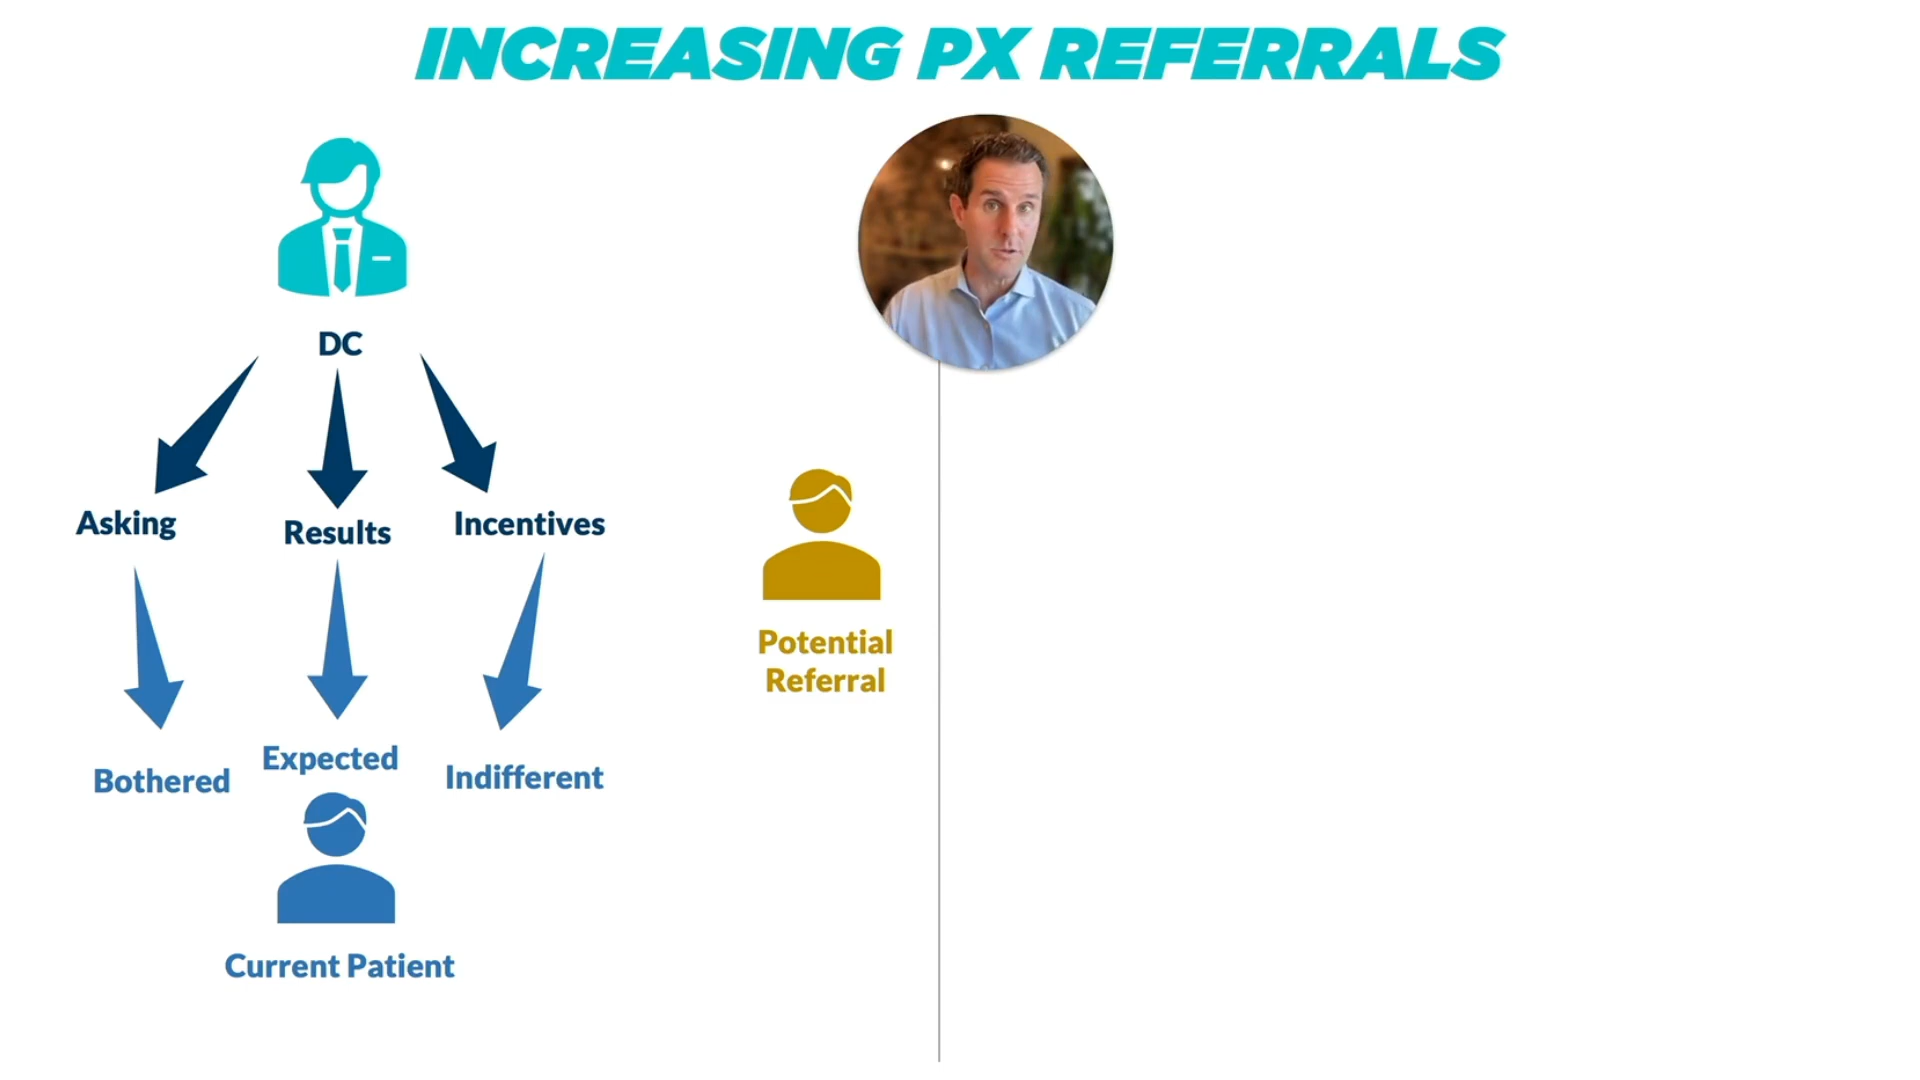 INCREASING PX REFERRALS
DC
Asking
Results
Incentives
Potential
Referral
Bothered
Expected
Indifferent
Current Patient